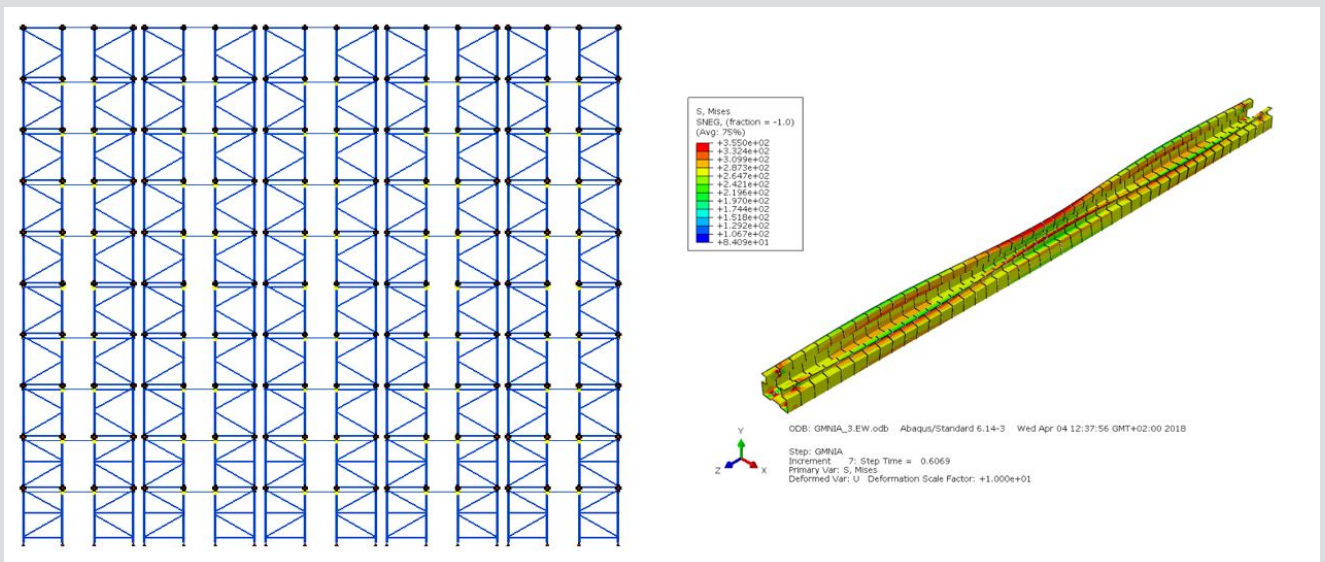 S, Mises
SNEG, (fraction = -1.0)
(Avg: 75%)
+3.550e+02
+3.324e+02
+3.099e+02
+2.873e+02
+2.647e+02
+2.421e+02
+2.196e+02
+1.970e+02
+1.744e+02
+1.518e+02
+1.292e+02
+1.067e+02
+8.409e+01
ODB: GMNIA_3.EW.odb Abaqus/Standard 6.14-3 Wed Apr 04 12:37:56 GMT+02:00 2018
Y
Z X
Step: GMNIA
Increment 7: Step Time = 0.6069
Primary Var: S, Mises
Deformed Var: U Deformation Scale Factor: +1.000e+01